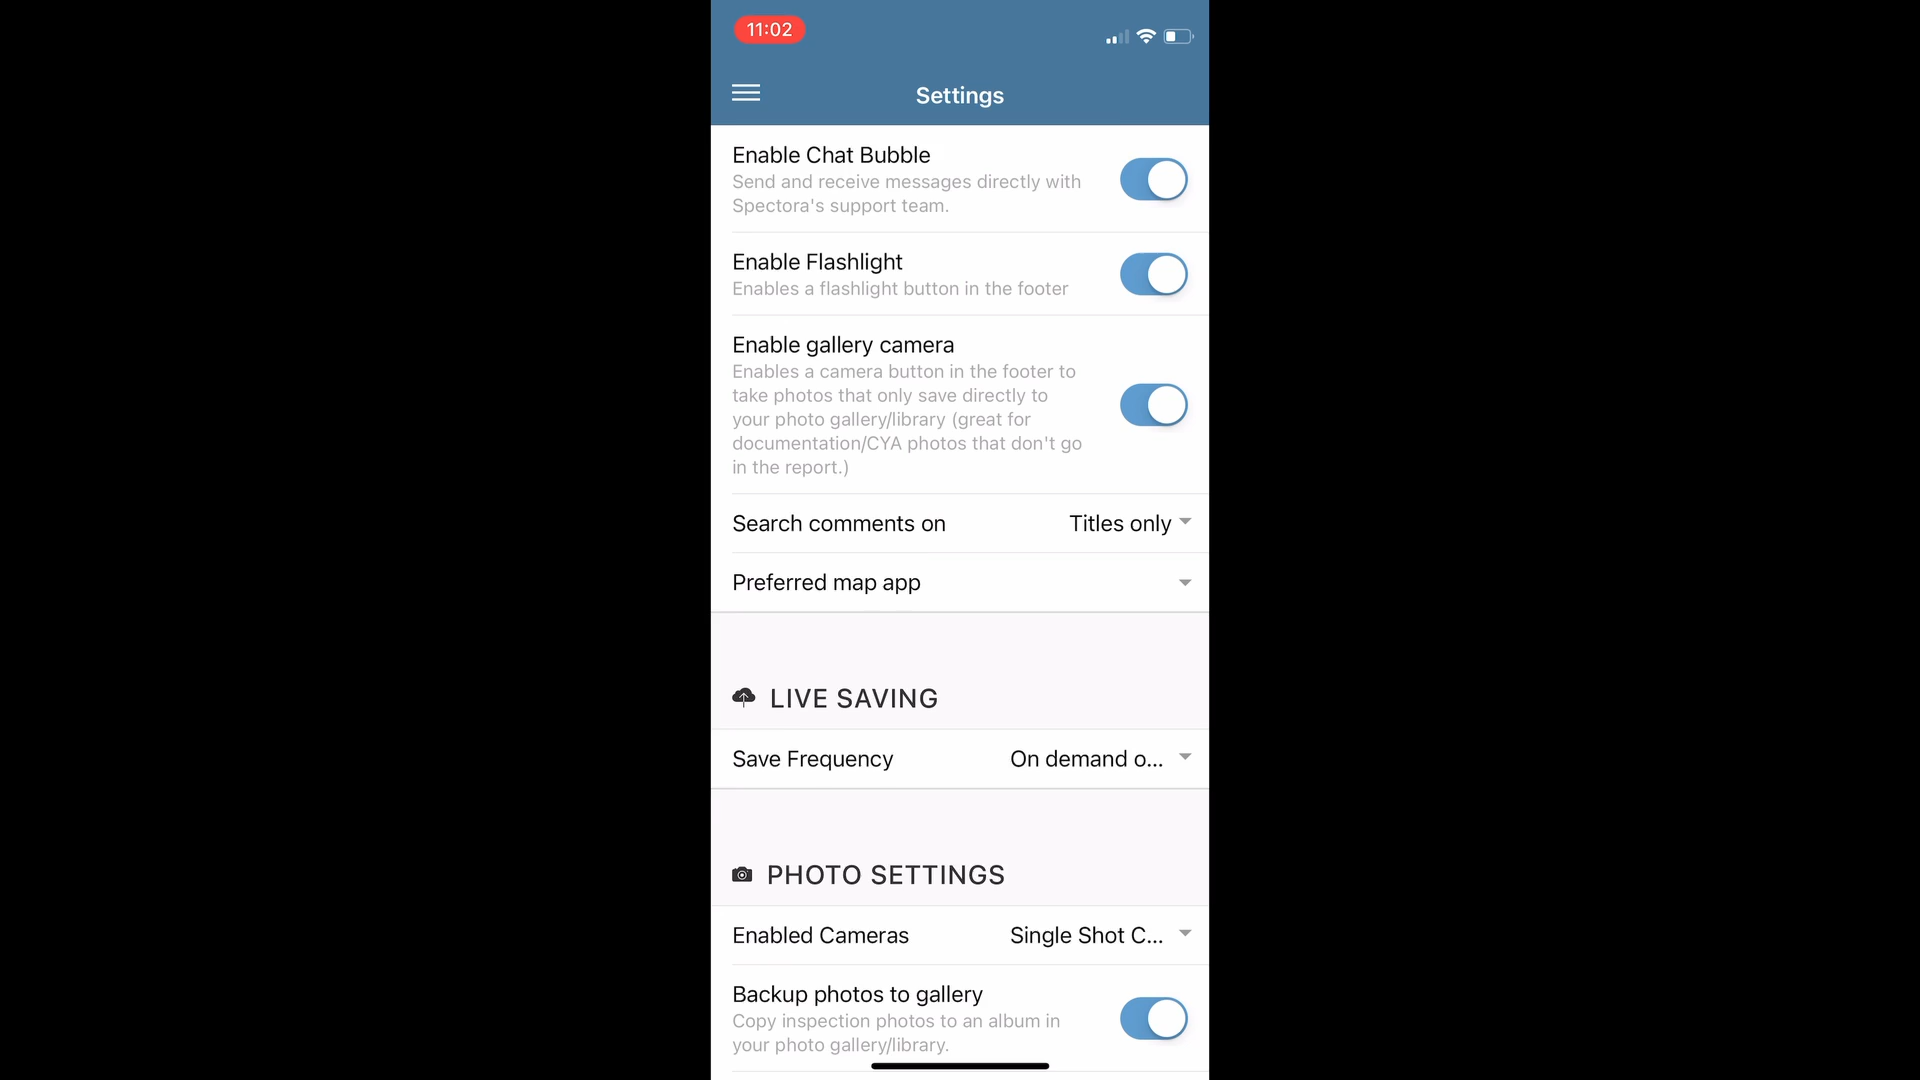 11:02
Settings
Enable Chat Bubble
Send and receive messages directly with
Spectora's support team.
Enable Flashlight
Enables a flashlight button in the footer
Enable gallery camera
Enables a camera button in the footer to
take photos that only save directly to
your photo gallery/library (great for
documentation/CYA photos that don't go
in the report.)
Search comments on Titles only
Preferred map app
LIVE SAVING
Save Frequency On demand o...
PHOTO SETTINGS
Enabled Cameras Single Shot C...
Backup photos to gallery
Copy inspection photos to an album in
your photo gallery/library.